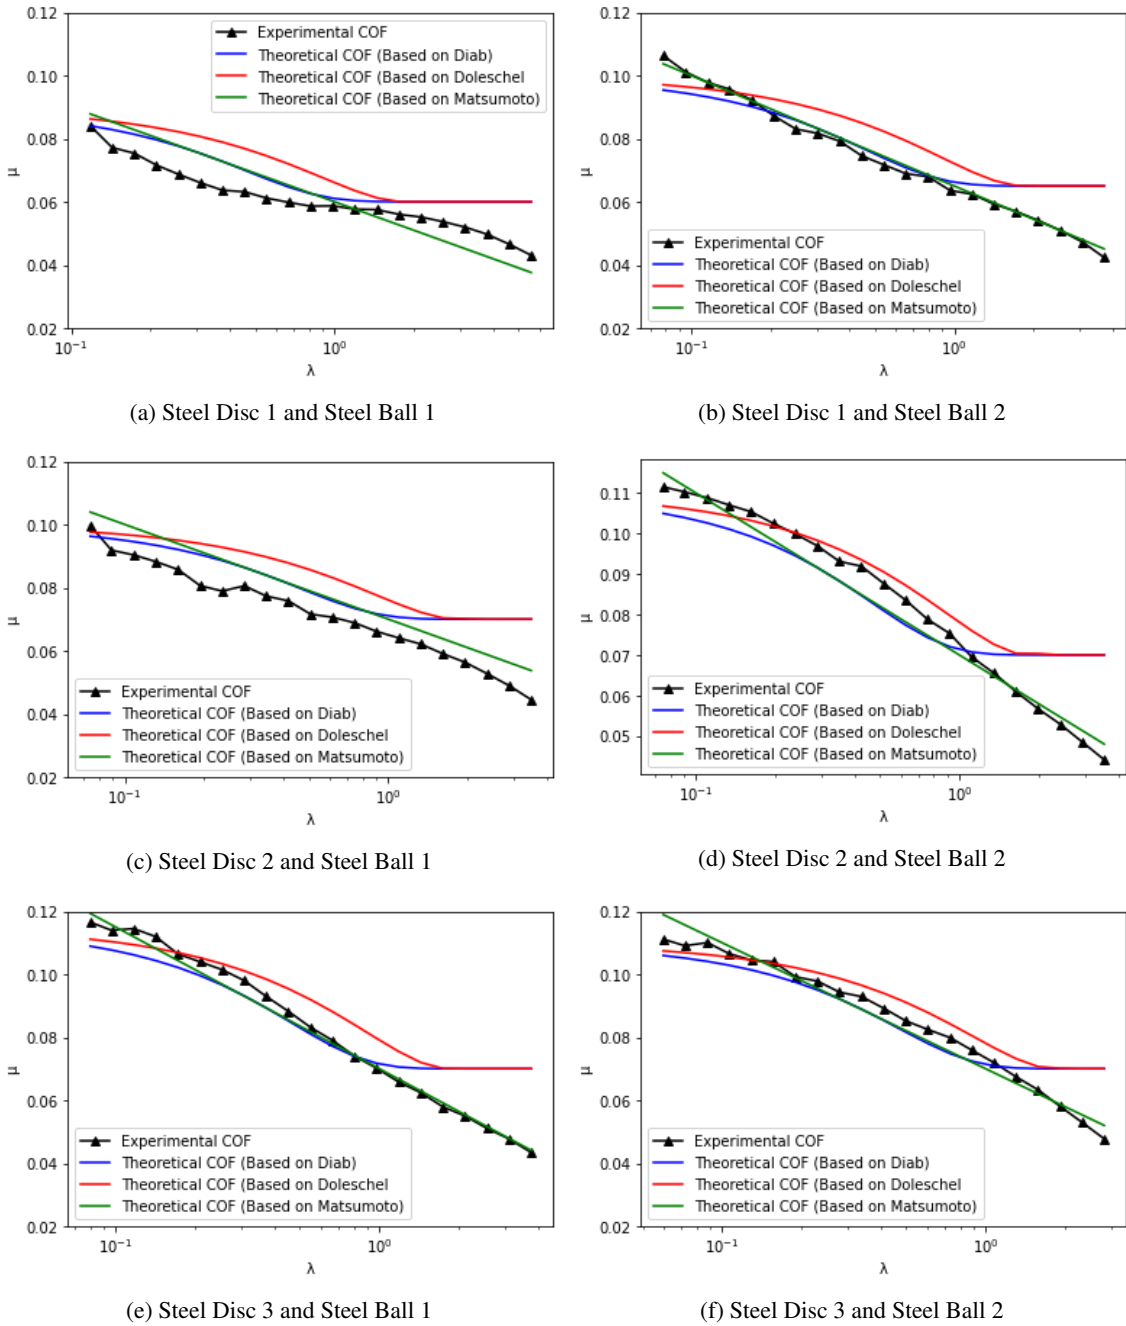 0.12
0.10
0.08
0.06
0.04
0.02
μ
Experimental COF
Theoretical COF (Based on Diab)
Theoretical COF (Based on Doleschel
Theoretical COF (Based on Matsumoto)
10⁻¹ 10⁰
λ
(a) Steel Disc 1 and Steel Ball 1
0.12
0.10
0.08
0.06
0.04
0.02
μ
Experimental COF
Theoretical COF (Based on Diab)
Theoretical COF (Based on Doleschel
Theoretical COF (Based on Matsumoto)
10⁻¹ 10⁰
λ
(b) Steel Disc 1 and Steel Ball 2
0.12
0.10
0.08
0.06
0.04
0.02
μ
Experimental COF
Theoretical COF (Based on Diab)
Theoretical COF (Based on Doleschel
Theoretical COF (Based on Matsumoto)
10⁻¹ 10⁰
λ
(c) Steel Disc 2 and Steel Ball 1
0.11
0.10
0.09
0.08
0.07
0.06
0.05
μ
Experimental COF
Theoretical COF (Based on Diab)
Theoretical COF (Based on Doleschel
Theoretical COF (Based on Matsumoto)
10⁻¹ 10⁰
λ
(d) Steel Disc 2 and Steel Ball 2
0.12
0.10
0.08
0.06
0.04
0.02
μ
Experimental COF
Theoretical COF (Based on Diab)
Theoretical COF (Based on Doleschel
Theoretical COF (Based on Matsumoto)
10⁻¹ 10⁰
λ
(e) Steel Disc 3 and Steel Ball 1
0.12
0.10
0.08
0.06
0.04
0.02
μ
Experimental COF
Theoretical COF (Based on Diab)
Theoretical COF (Based on Doleschel
Theoretical COF (Based on Matsumoto)
10⁻¹ 10⁰
λ
(f) Steel Disc 3 and Steel Ball 2